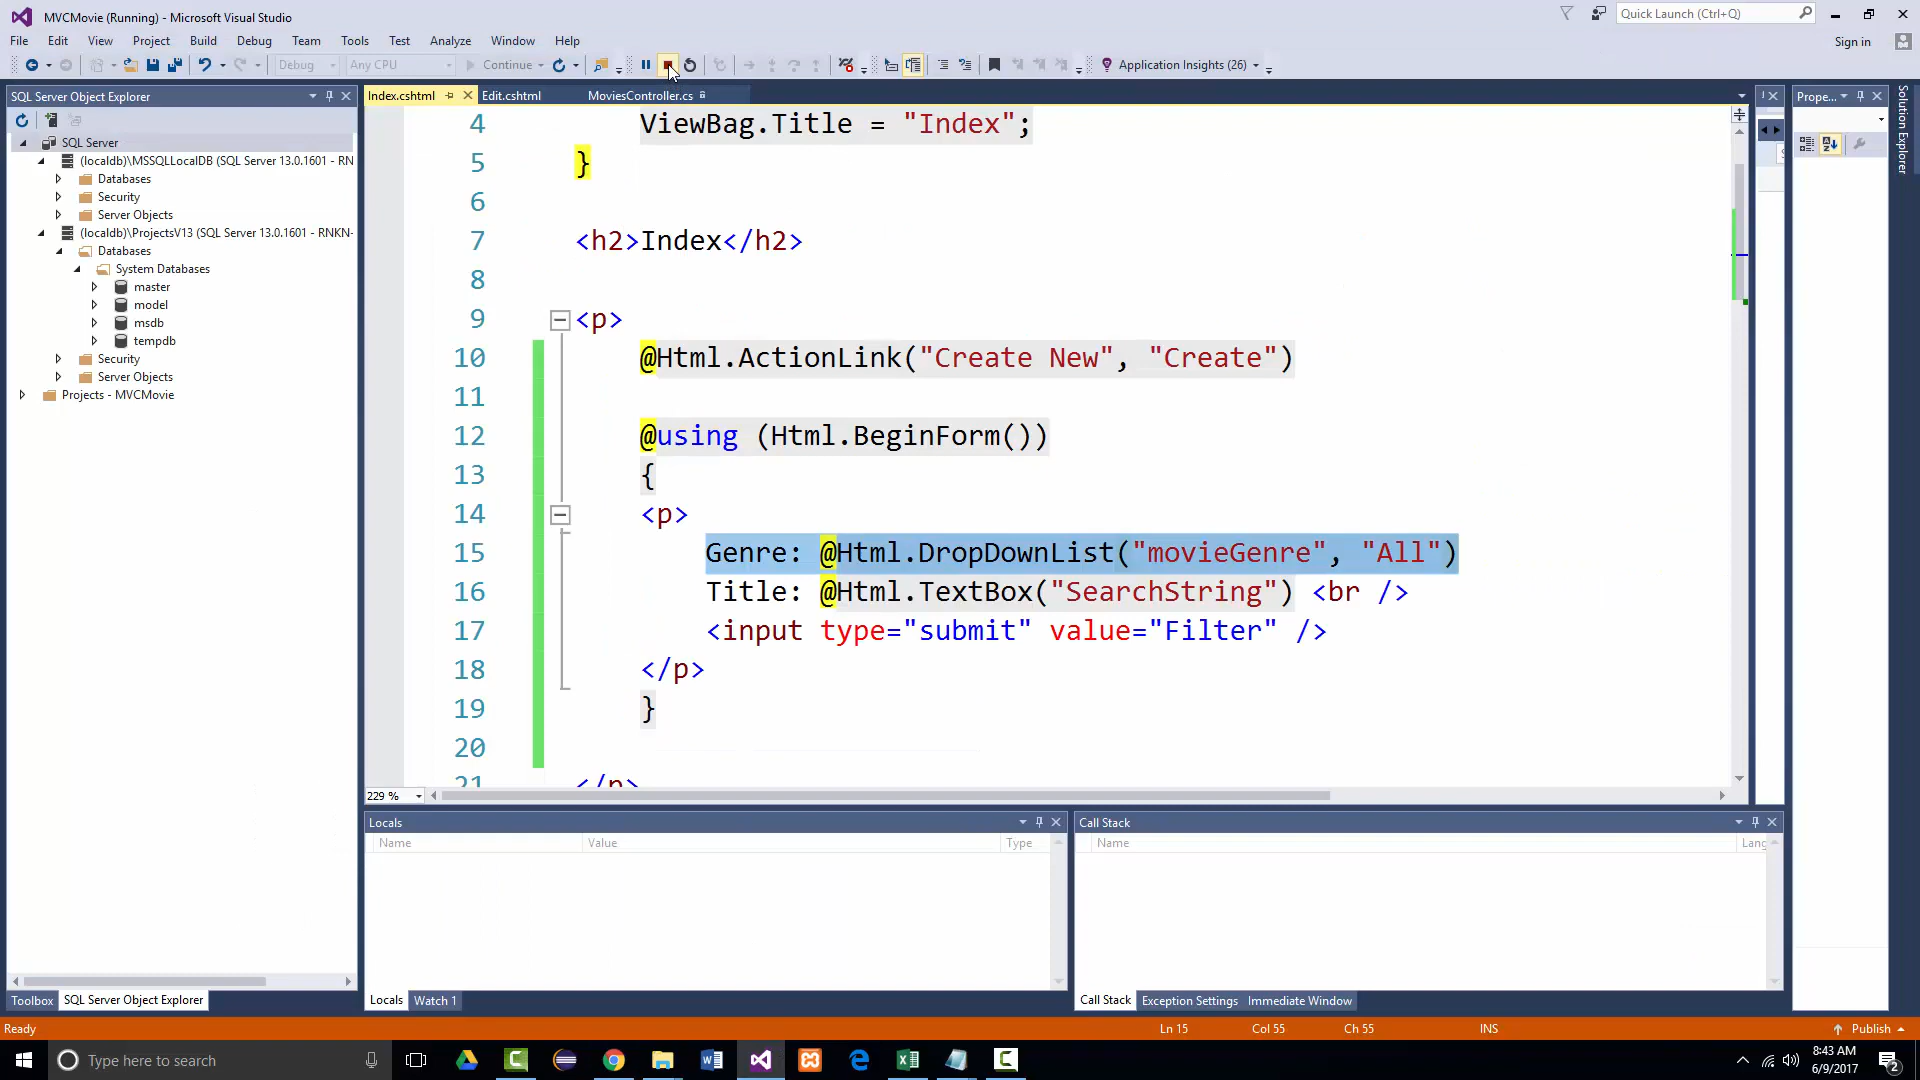 MVCMovie (Running) - Microsoft Visual Studio
Quick Launch (Ctrl+Q)
File Edit View Project Build Debug Team Tools Test Analyze Window Help
Sign in
Debug Any CPU Continue Application Insights (26)
SQL Server Object Explorer
Index.cshtml Edit.cshtml MoviesController.cs
Prope...
Solution Explorer
SQL Server
(localdb)\MSSQLLocalDB (SQL Server 13.0.1601 - RN
Databases
Security
Server Objects
(localdb)\ProjectsV13 (SQL Server 13.0.1601 - RNKN-
Databases
System Databases
master
model
msdb
tempdb
Security
Server Objects
Projects - MVCMovie
4 ViewBag.Title = "Index";
5 }
6
7 <h2>Index</h2>
8
9 <p>
10 @Html.ActionLink("Create New", "Create")
11
12 @using (Html.BeginForm())
13 {
14 <p>
15 Genre: @Html.DropDownList("movieGenre", "All")
16 Title: @Html.TextBox("SearchString") <br />
17 <input type="submit" value="Filter" />
18 </p>
19 }
20
21 </p>
229 %
Locals
Name Value Type
Call Stack
Name Lang
Toolbox SQL Server Object Explorer
Locals Watch 1
Call Stack Exception Settings Immediate Window
Ready Ln 15 Col 55 Ch 55 INS Publish
Type here to search
8:43 AM
6/9/2017
2